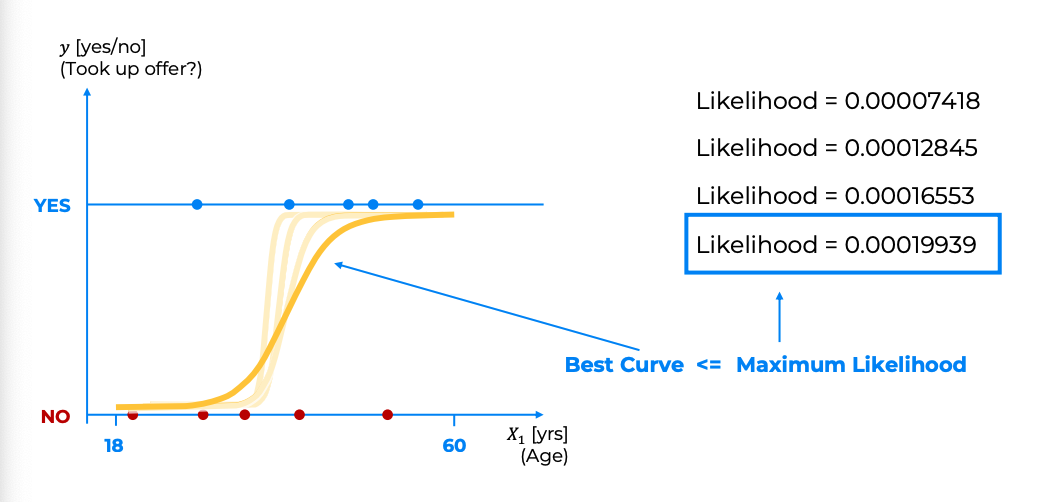 y [yes/no]
(Took up offer?)
YES
NO
18
60
X₁ [yrs]
(Age)
Likelihood = 0.00007418
Likelihood = 0.00012845
Likelihood = 0.00016553
Likelihood = 0.00019939
Best Curve <= Maximum Likelihood